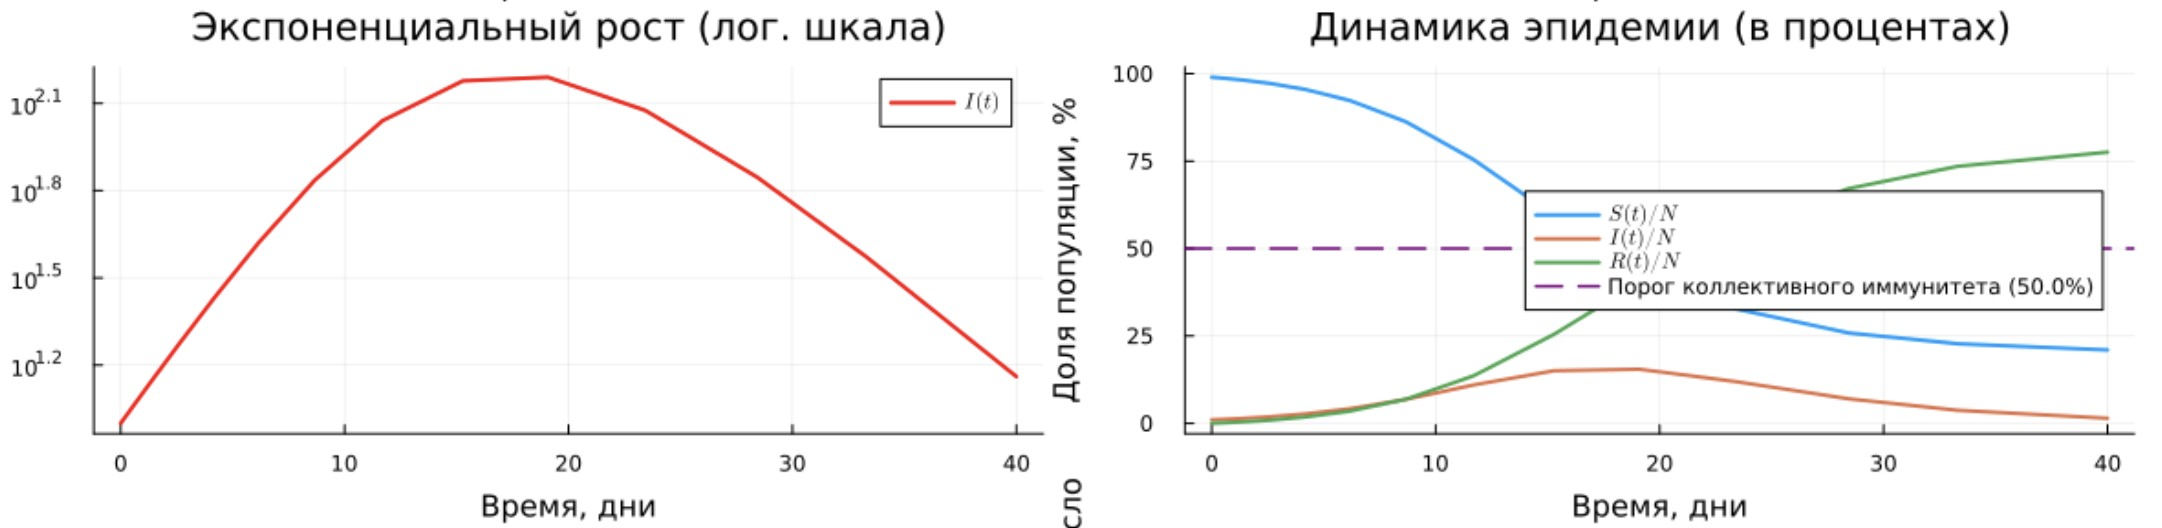 Экспоненциальный рост (лог. шкала)
10^2.1
10^1.8
10^1.5
10^1.2
I(t)
0 10 20 30 40
Время, дни
Динамика эпидемии (в процентах)
Доля популяции, %
100
75
50
25
0
S(t)/N
I(t)/N
R(t)/N
Порог коллективного иммунитета (50.0%)
0 10 20 30 40
Время, дни
сло